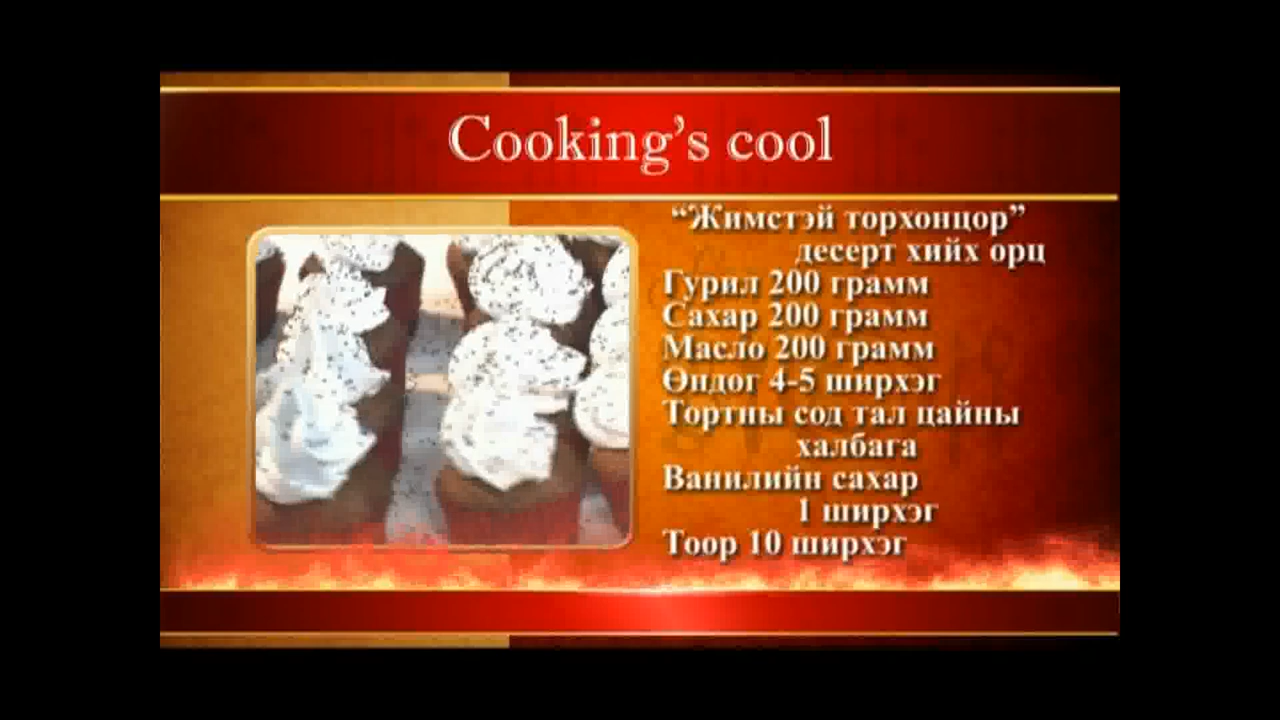 Cooking's cool
“Жимстэй торхонцор”
десерт хийх орц
Гурил 200 грамм
Сахар 200 грамм
Масло 200 грамм
Өндог 4-5 ширхэг
Тортны сод тал цайны
халбага
Ванилийн сахар
1 ширхэг
Тоор 10 ширхэг